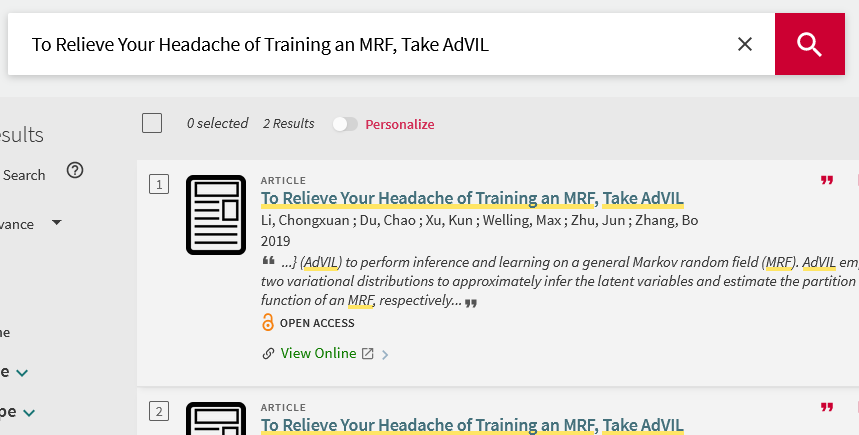 To Relieve Your Headache of Training an MRF, Take AdVIL
esults
0 selected 2 Results Personalize
Search
vance
1
ARTICLE
To Relieve Your Headache of Training an MRF, Take AdVIL
Li, Chongxuan ; Du, Chao ; Xu, Kun ; Welling, Max ; Zhu, Jun ; Zhang, Bo
2019
...} (AdVIL) to perform inference and learning on a general Markov random field (MRF). AdVIL em
two variational distributions to approximately infer the latent variables and estimate the partition
function of an MRF, respectively...
OPEN ACCESS
View Online
ne
e
pe
2
ARTICLE
To Relieve Your Headache of Training an MRF, Take AdVIL